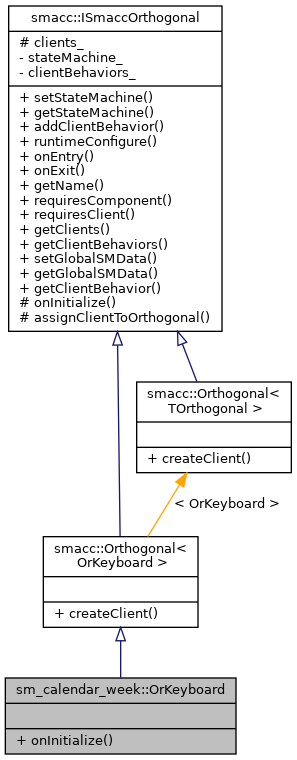 smacc::ISmaccOrthogonal
# clients_
- stateMachine_
- clientBehaviors_
+ setStateMachine()
+ getStateMachine()
+ addClientBehavior()
+ runtimeConfigure()
+ onEntry()
+ onExit()
+ getName()
+ requiresComponent()
+ requiresClient()
+ getClients()
+ getClientBehaviors()
+ setGlobalSMData()
+ getGlobalSMData()
+ getClientBehavior()
# onInitialize()
# assignClientToOrthogonal()
smacc::Orthogonal<
TOrthogonal >
+ createClient()
< OrKeyboard >
smacc::Orthogonal<
OrKeyboard >
+ createClient()
sm_calendar_week::OrKeyboard
+ onInitialize()